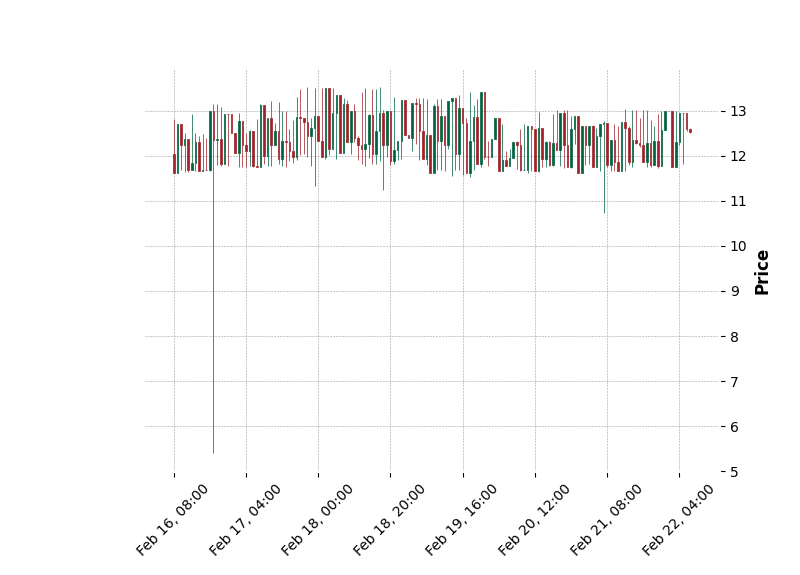 13
12
11
10
9
8
7
6
5
Price
Feb 16, 08:00
Feb 17, 04:00
Feb 18, 00:00
Feb 18, 20:00
Feb 19, 16:00
Feb 20, 12:00
Feb 21, 08:00
Feb 22, 04:00